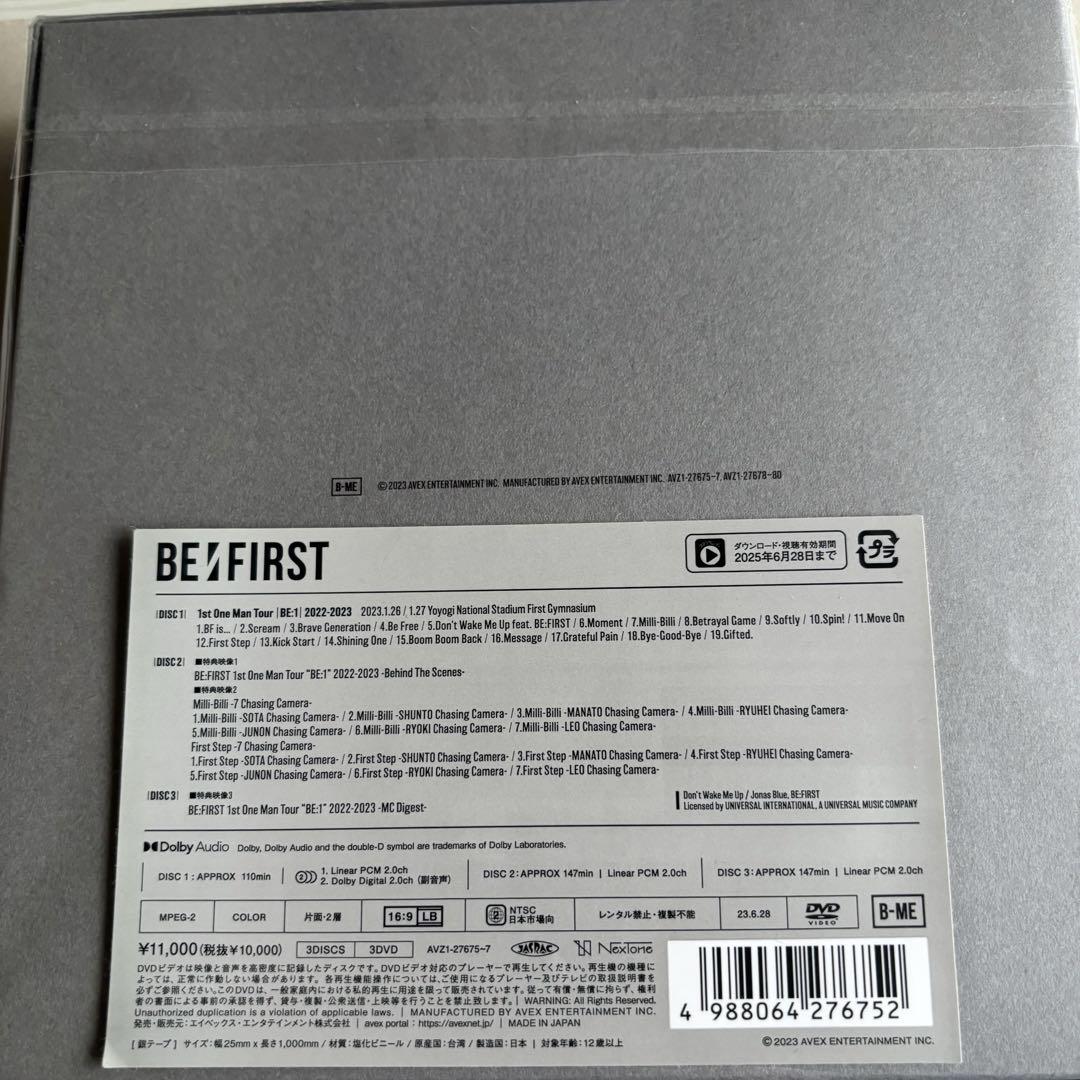 B-ME ©2023 AVEX ENTERTAINMENT INC. MANUFACTURED BY AVEX ENTERTAINMENT INC. AVZ1-27675~7, AVZ1-27678~80
BE:FIRST
ダウンロード・視聴有効期間
2025年6月28日まで
プラ
DISC 1 1st One Man Tour |BE:1| 2022-2023 2023.1.26 / 1.27 Yoyogi National Stadium First Gymnasium
1.BF is... / 2.Scream / 3.Brave Generation / 4.Be Free / 5.Don't Wake Me Up feat. BE:FIRST / 6.Moment / 7.Milli-Billi / 8.Betrayal Game / 9.Softly / 10.Spin! / 11.Move On
12.First Step / 13.Kick Start / 14.Shining One / 15.Boom Boom Back / 16.Message / 17.Grateful Pain / 18.Bye-Good-Bye / 19.Gifted.
DISC2 ■特典映像1
BE:FIRST 1st One Man Tour "BE:1" 2022-2023 -Behind The Scenes-
■特典映像2
Milli-Billi -7 Chasing Camera-
1.Milli-Billi -SOTA Chasing Camera- / 2.Milli-Billi -SHUNTO Chasing Camera- / 3.Milli-Billi -MANATO Chasing Camera- / 4.Milli-Billi -RYUHEI Chasing Camera-
5.Milli-Billi -JUNON Chasing Camera- / 6.Milli-Billi -RYOKI Chasing Camera- / 7.Milli-Billi -LEO Chasing Camera-
First Step -7 Chasing Camera-
1.First Step -SOTA Chasing Camera- / 2.First Step -SHUNTO Chasing Camera- / 3.First Step -MANATO Chasing Camera- / 4.First Step -RYUHEI Chasing Camera-
5.First Step -JUNON Chasing Camera- / 6.First Step -RYOKI Chasing Camera- / 7.First Step -LEO Chasing Camera-
DISC3 ■特典映像3
BE:FIRST 1st One Man Tour "BE:1" 2022-2023 -MC Digest-
Don't Wake Me Up / Jonas Blue, BE:FIRST
Licensed by UNIVERSAL INTERNATIONAL, A UNIVERSAL MUSIC COMPANY
Dolby Audio Dolby, Dolby Audio and the double-D symbol are trademarks of Dolby Laboratories.
DISC 1 : APPROX 110min 2 1. Linear PCM 2.0ch
2. Dolby Digital 2.0ch (副音声)
DISC 2 : APPROX 147min | Linear PCM 2.0ch
DISC 3 : APPROX 147min | Linear PCM 2.0ch
MPEG-2 COLOR 片面・2層 16:9 LB 2 NTSC 日本市場向 レンタル禁止・複製不能 23.6.28 DVD VIDEO B-ME
¥11,000(税抜¥10,000) 3DISCS 3DVD AVZ1-27675~7 JASRAC NexTone
DVDビデオは映像と音声を高密度に記録したディスクです。DVDビデオ対応のプレーヤーで再生してください。再生機の機種に
よっては、正常に作動しない場合があります。各再生機能操作については、ご使用になるプレーヤー及びテレビの取扱説明書を
必ずご参照ください。このDVDは、一般家庭内における私的再生に用途を限って販売されています。従って有償・無償に拘らず、権利
者の書面による事前の承諾を得ず、貸与・複製・公衆送信・上映等を行うことを禁止致します。| WARNING: All Rights Reserved.
Unauthorized duplication is a violation of applicable laws. | MANUFACTURED BY AVEX ENTERTAINMENT INC.
発売・販売元:エイベックス・エンタテインメント株式会社 | avex portal : https://avexnet.jp/ | MADE IN JAPAN
4 988064 276752
[ 銀テープ ] サイズ:幅25mm x 長さ1,000mm / 材質:塩化ビニール / 原産国:台湾 / 製造国:日本 | 対象年齢:12歳以上
©2023 AVEX ENTERTAINMENT INC.